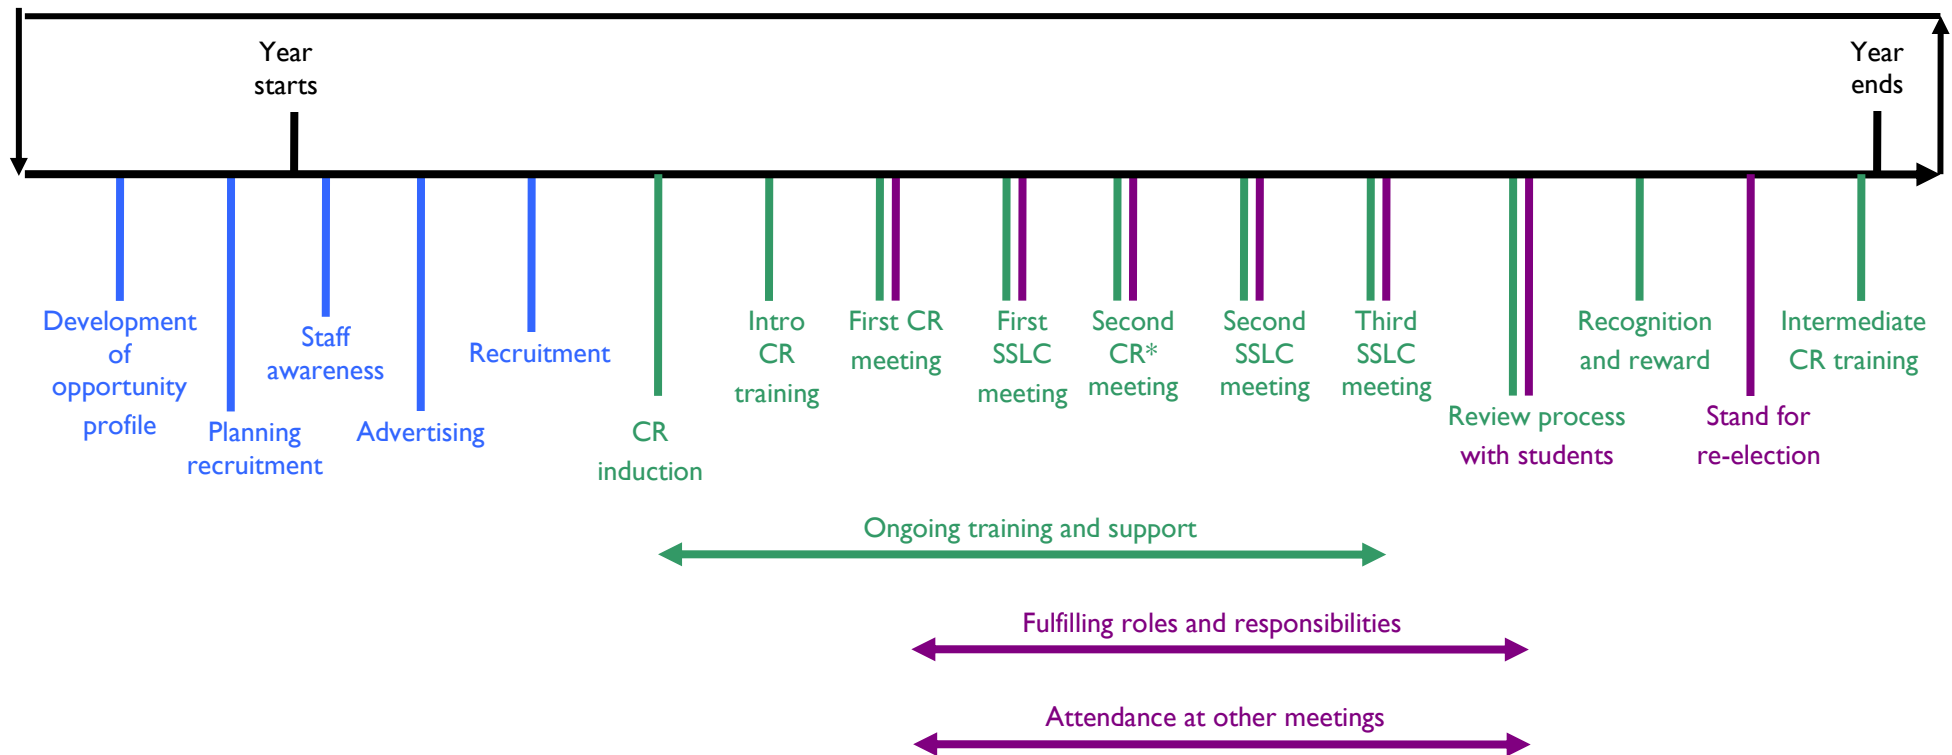 Year
starts
Year
ends
Development
of
opportunity
profile
Planning
recruitment
Staff
awareness
Advertising
Recruitment
CR
induction
Intro
CR
training
First CR
meeting
First
SSLC
meeting
Second
CR*
meeting
Second
SSLC
meeting
Third
SSLC
meeting
Review process
with students
Recognition
and reward
Stand for
re-election
Intermediate
CR training
Ongoing training and support
Fulfilling roles and responsibilities
Attendance at other meetings